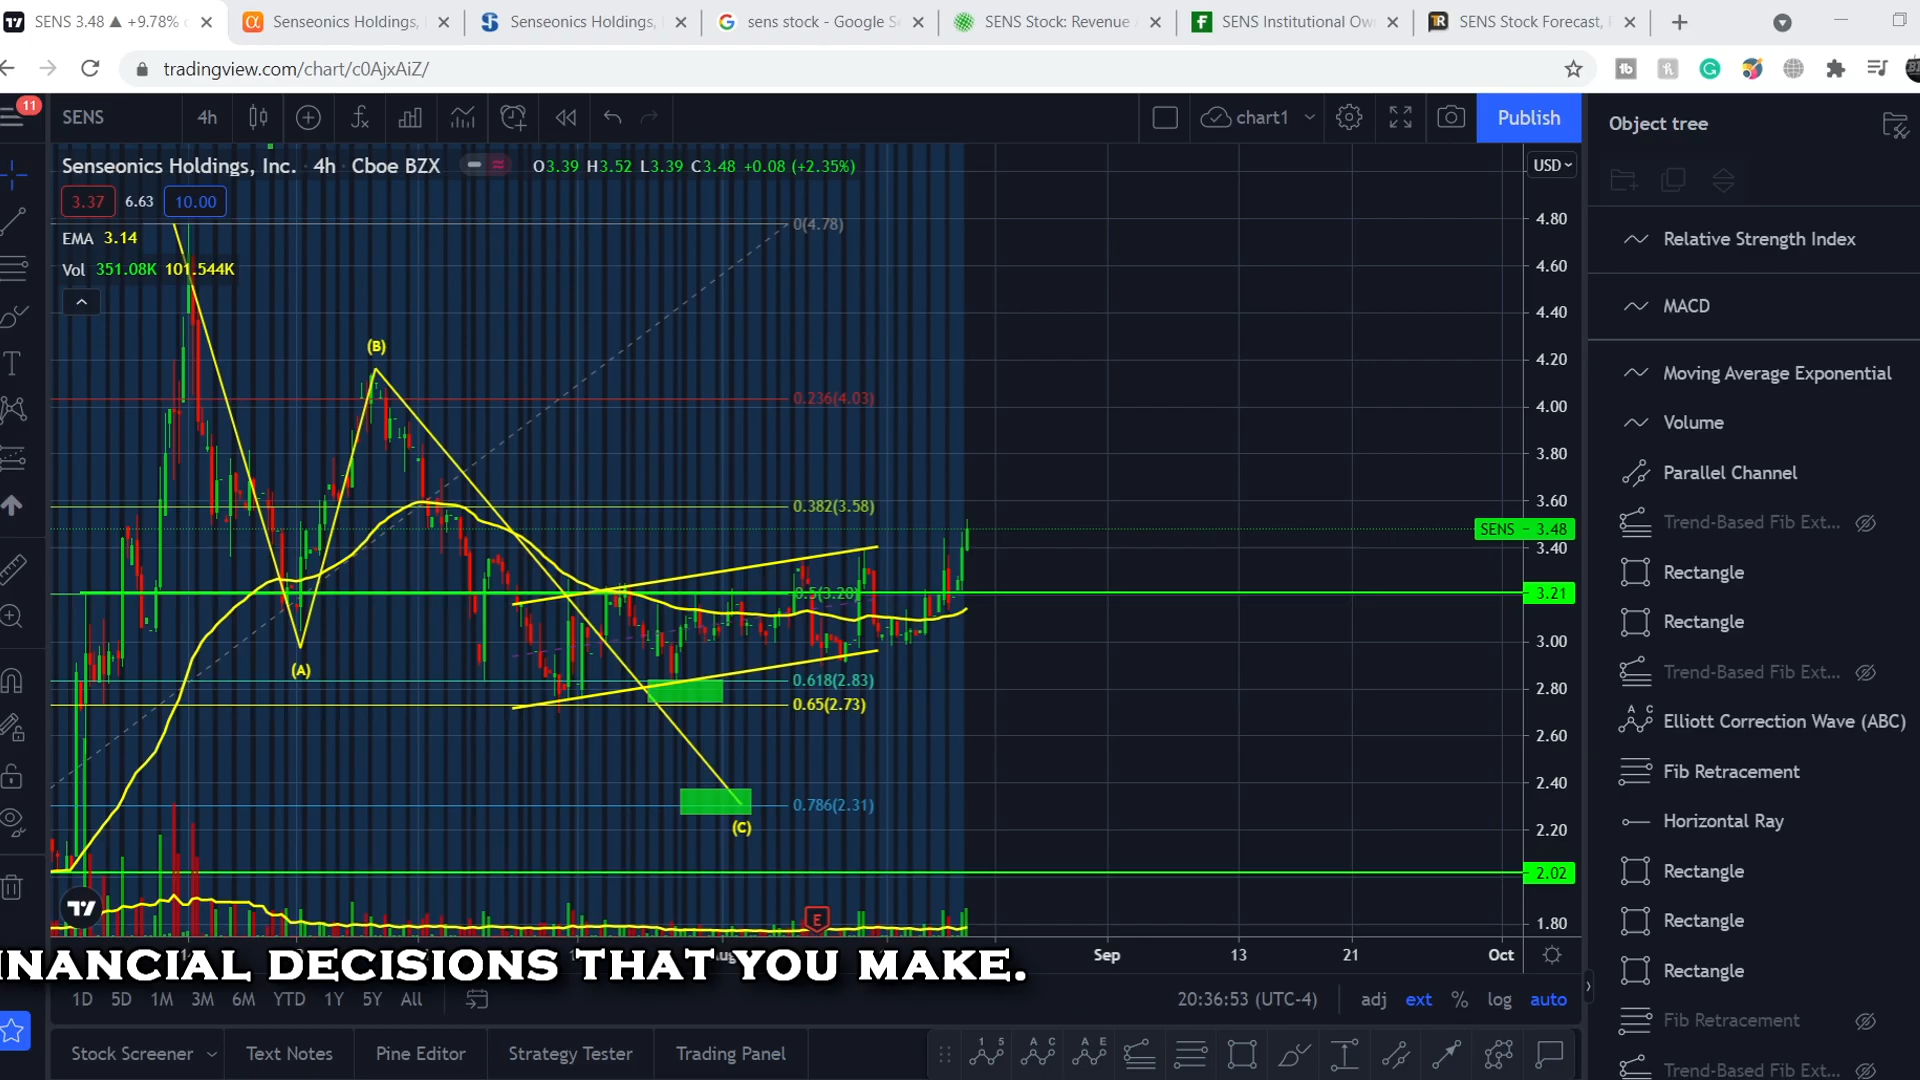 SENS 3.48 ▲ +9.78%
Senseonics Holdings,
Senseonics Holdings,
sens stock - Google Se
SENS Stock: Revenue
SENS Institutional Ow
SENS Stock Forecast,
tradingview.com/chart/c0AjxAiZ/
11
SENS
4h
chart1
Publish
Object tree
Senseonics Holdings, Inc. · 4h · Cboe BZX
O3.39 H3.52 L3.39 C3.48 +0.08 (+2.35%)
USD
3.37 6.63 10.00
EMA 3.14
Vol 351.08K 101.544K
0(4.78)
(B)
0.236(4.03)
0.382(3.58)
0.5(3.20)
(A)
0.618(2.83)
0.65(2.73)
0.786(2.31)
(C)
E
4.80
4.60
4.40
4.20
4.00
3.80
3.60
SENS 3.48
3.40
3.21
3.00
2.80
2.60
2.40
2.20
2.02
1.80
Relative Strength Index
MACD
Moving Average Exponential
Volume
Parallel Channel
Trend-Based Fib Ext...
Rectangle
Rectangle
Trend-Based Fib Ext...
Elliott Correction Wave (ABC)
Fib Retracement
Horizontal Ray
Rectangle
Rectangle
Rectangle
Fib Retracement
Trend-Based Fib Ext...
Sep 13 21 Oct
INANCIAL DECISIONS THAT YOU MAKE.
1D 5D 1M 3M 6M YTD 1Y 5Y All
20:36:53 (UTC-4) adj ext % log auto
Stock Screener Text Notes Pine Editor Strategy Tester Trading Panel